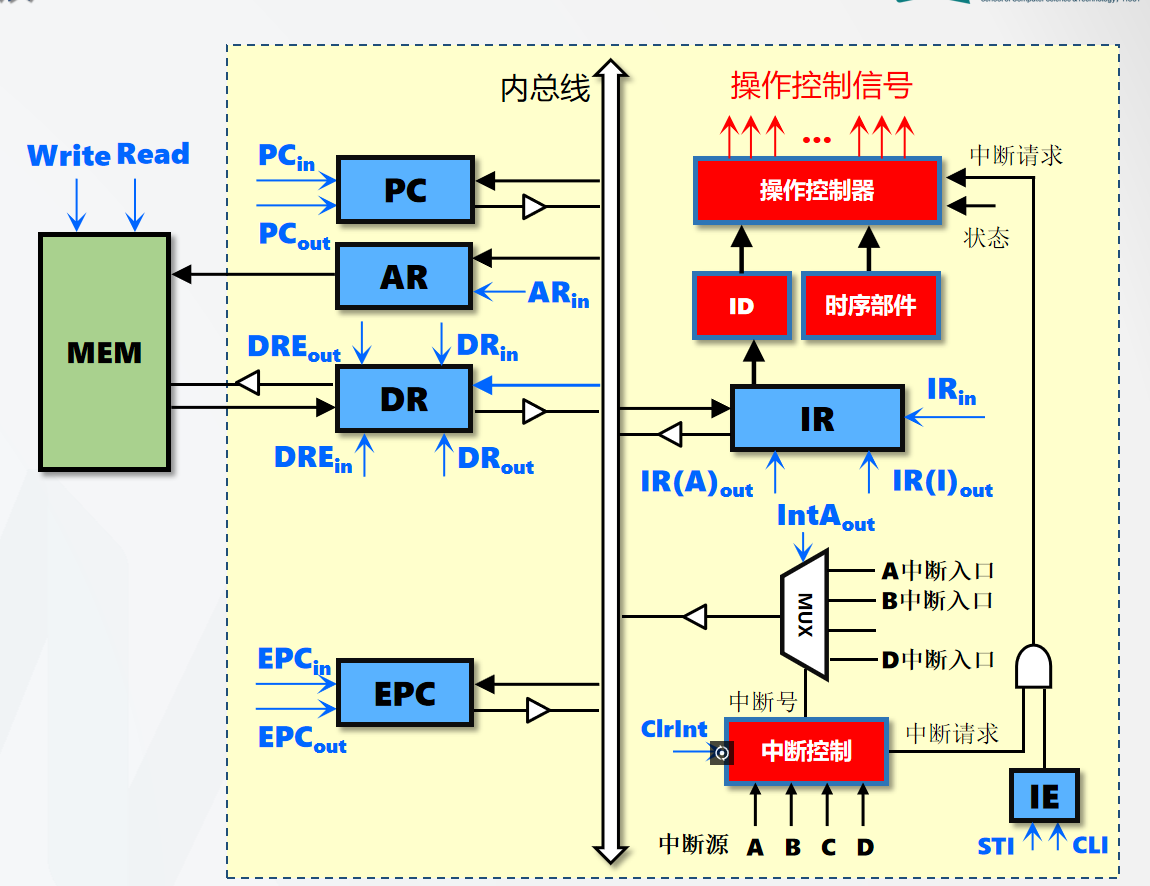 内总线
操作控制信号
Write
Read
PCin
PC
PCout
操作控制器
中断请求
状态
AR
ARin
ID
时序部件
MEM
DREout
DRin
DR
DREin
DRout
IR
IRin
IR(A)out
IR(I)out
IntAout
MUX
A中断入口
B中断入口
D中断入口
EPCin
EPC
EPCout
中断号
ClrInt
中断控制
中断请求
IE
STI
CLI
中断源
A
B
C
D